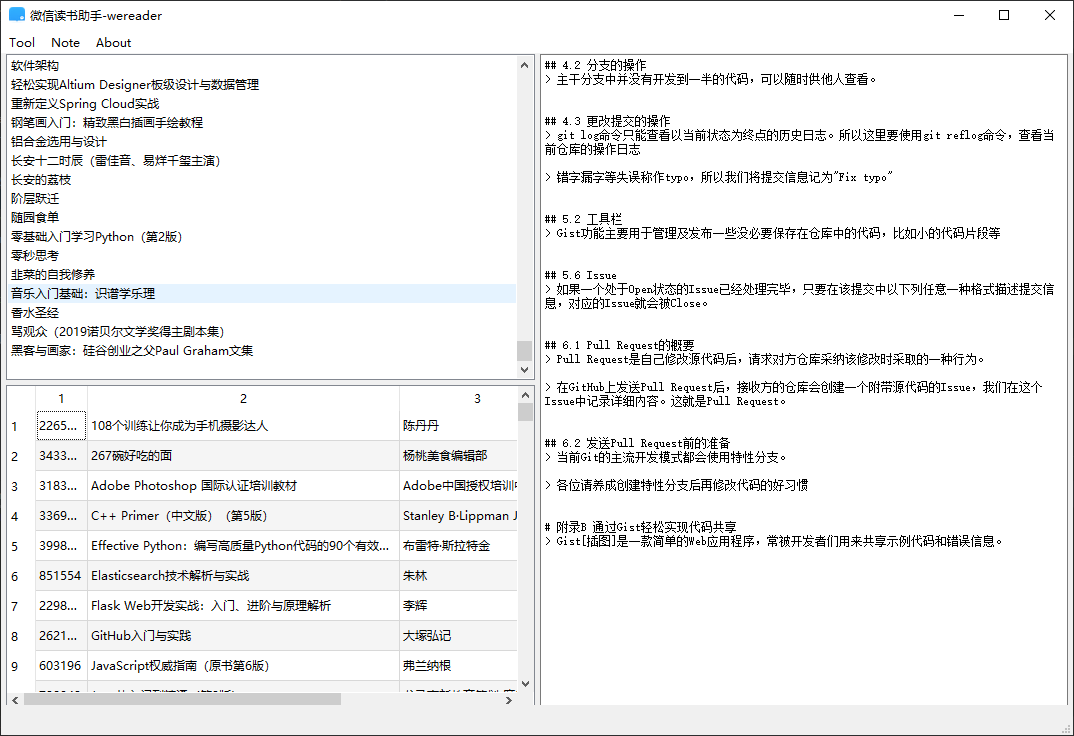 微信读书助手-wereader
Tool Note About
软件架构
轻松实现Altium Designer板级设计与数据管理
重新定义Spring Cloud实战
钢笔画入门：精致黑白插画手绘教程
铝合金选用与设计
长安十二时辰（雷佳音、易烊千玺主演）
长安的荔枝
阶层跃迁
随园食单
零基础入门学习Python（第2版）
零秒思考
韭菜的自我修养
音乐入门基础：识谱学乐理
香水圣经
骂观众（2019诺贝尔文学奖得主剧本集）
黑客与画家：硅谷创业之父Paul Graham文集
1 2 3
1 2265... 108个训练让你成为手机摄影达人 陈丹丹
2 3433... 267碗好吃的面 杨桃美食编辑部
3 3183... Adobe Photoshop 国际认证培训教材 Adobe中国授权培训
4 3369... C++ Primer（中文版）（第5版） Stanley B·Lippman J
5 3998... Effective Python：编写高质量Python代码的90个有效... 布雷特·斯拉特金
6 851554 Elasticsearch技术解析与实战 朱林
7 2298... Flask Web开发实战：入门、进阶与原理解析 李辉
8 2621... GitHub入门与实践 大塚弘记
9 603196 JavaScript权威指南（原书第6版） 弗兰纳根
## 4.2 分支的操作
> 主干分支中并没有开发到一半的代码，可以随时供他人查看。
## 4.3 更改提交的操作
> git log命令只能查看以当前状态为终点的历史日志。所以这里要使用git reflog命令，查看当
前仓库的操作日志
> 错字漏字等失误称作typo，所以我们将提交信息记为"Fix typo"
## 5.2 工具栏
> Gist功能主要用于管理及发布一些没必要保存在仓库中的代码，比如小的代码片段等
## 5.6 Issue
> 如果一个处于Open状态的Issue已经处理完毕，只要在该提交中以下列任意一种格式描述提交信
息，对应的Issue就会被Close。
## 6.1 Pull Request的概要
> Pull Request是自己修改源代码后，请求对方仓库采纳该修改时采取的一种行为。
> 在GitHub上发送Pull Request后，接收方的仓库会创建一个附带源代码的Issue，我们在这个
Issue中记录详细内容。这就是Pull Request。
## 6.2 发送Pull Request前的准备
> 当前Git的主流开发模式都会使用特性分支。
> 各位请养成创建特性分支后再修改代码的好习惯
# 附录B 通过Gist轻松实现代码共享
> Gist[插图]是一款简单的Web应用程序，常被开发者们用来共享示例代码和错误信息。